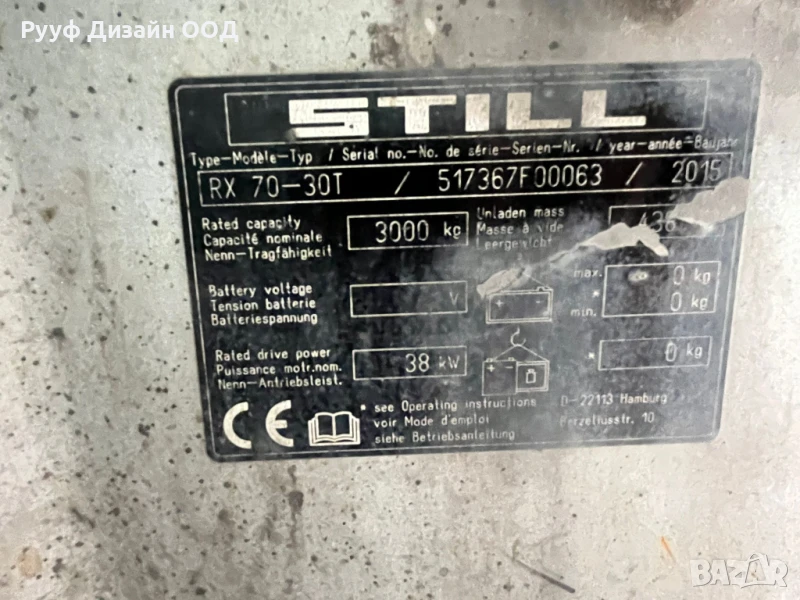 Рууф Дизайн ООД
STILL
Type-Modèle-Typ / Serial no.-No. de série-Serien-Nr. / year-année-Baujahr
RX 70-30T / 517367F00063 / 2015
Rated capacity
Capacité nominale
Nenn-Tragfähigkeit
3000 kg
Unladen mass
Masse à vide
Leergewicht
Battery voltage
Tension batterie
Batteriespannung
V
max. 0 kg
* min. 0 kg
Rated drive power
Puissance motr.nom.
Nenn-Antriebsleist.
38 kW
* 0 kg
CE
* see Operating instructions
voir Mode d'emploi
siehe Betriebsanleitung
D-22113 Hamburg
Berzeliusstr. 10
BAZAR